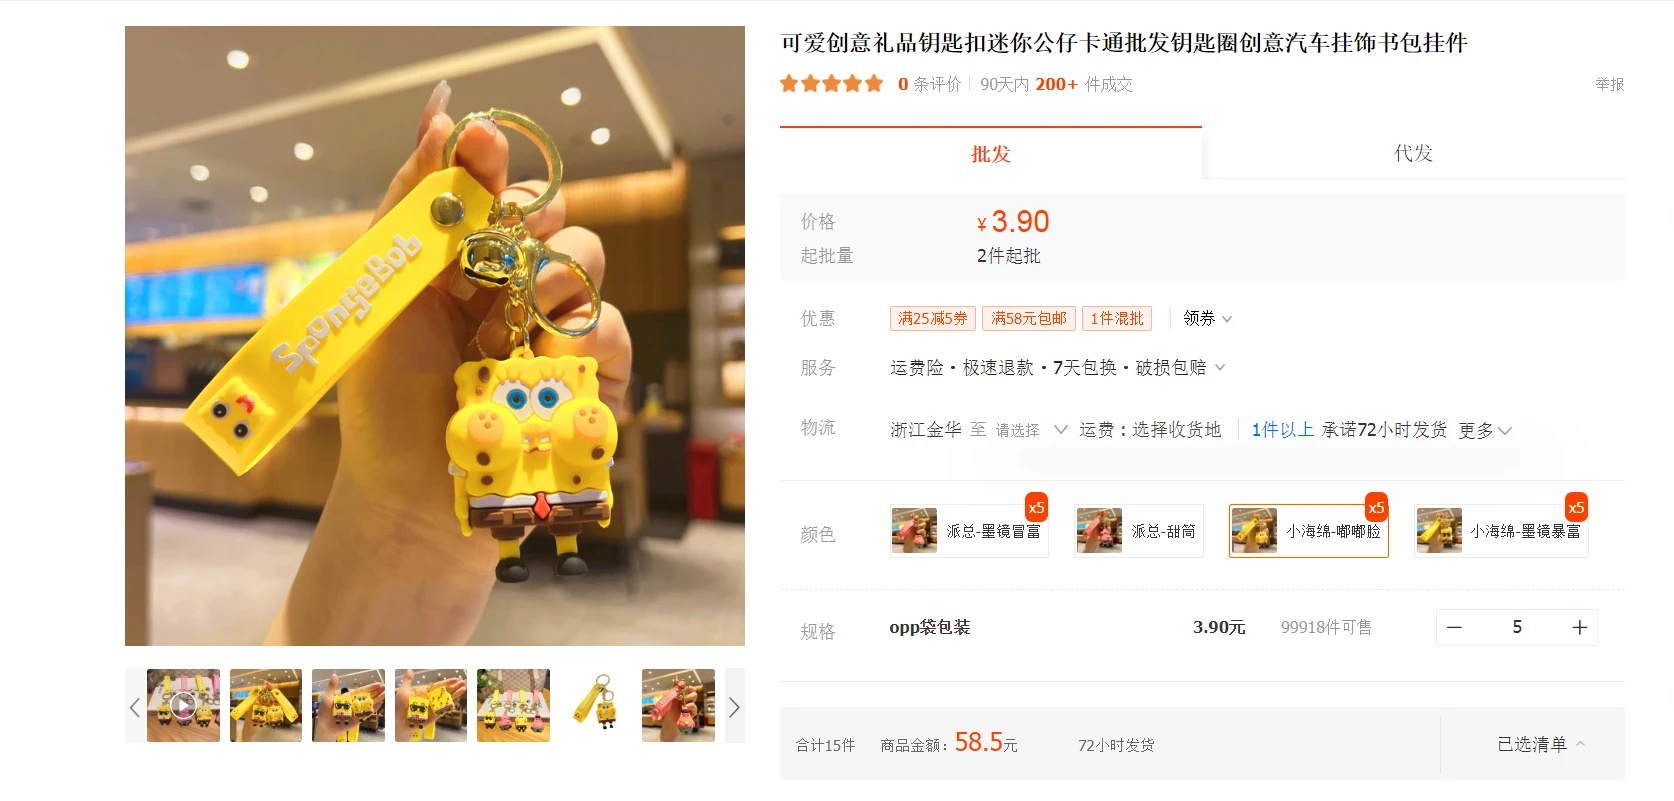 SpongeBob
可爱创意礼品钥匙扣迷你公仔卡通批发钥匙圈创意汽车挂饰书包挂件
0 条评价 90天内 200+ 件成交 举报
批发 代发
价格 ¥ 3.90
起批量 2件起批
优惠 满25减5券 满58元包邮 1件混批 领券
服务 运费险·极速退款·7天包换·破损包赔
物流 浙江金华 至 请选择 运费：选择收货地 1件以上 承诺72小时发货 更多
颜色 派总-墨镜冒富 x5 派总-甜筒 小海绵-嘟嘟脸 x5 小海绵-墨镜暴富 x5
规格 opp袋包装 3.90元 99918件可售 − 5 +
合计15件 商品金额：58.5元 72小时发货 已选清单